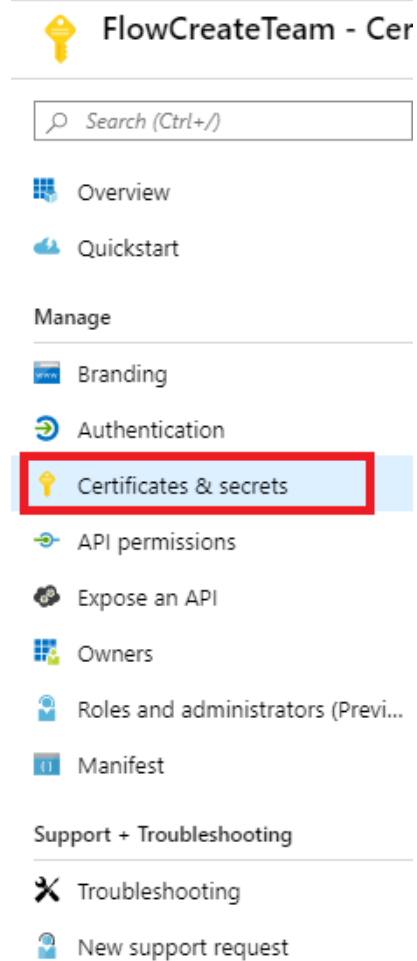 FlowCreateTeam - Cer
Search (Ctrl+/)
Overview
Quickstart
Manage
Branding
Authentication
Certificates & secrets
API permissions
Expose an API
Owners
Roles and administrators (Previ...
Manifest
Support + Troubleshooting
Troubleshooting
New support request